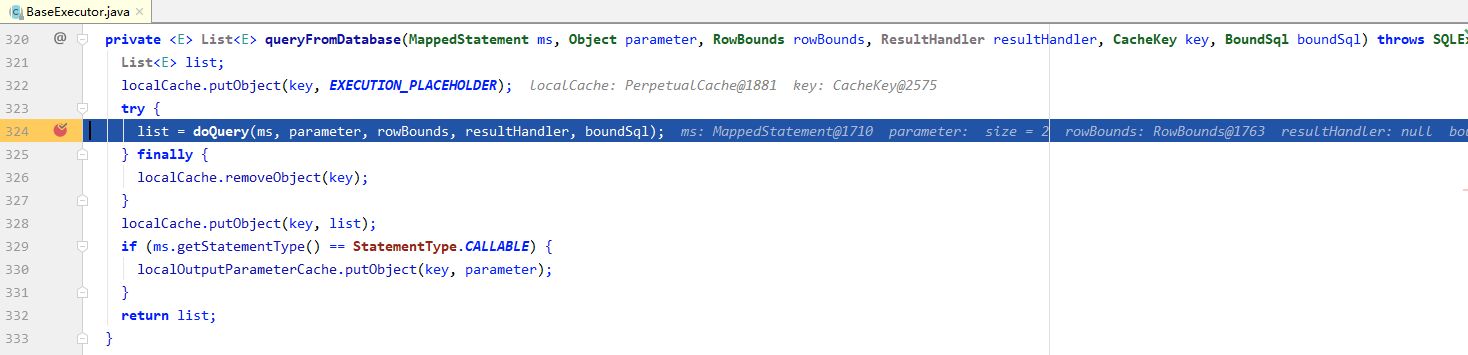 BaseExecutor.java ×
320 @ private <E> List<E> queryFromDatabase(MappedStatement ms, Object parameter, RowBounds rowBounds, ResultHandler resultHandler, CacheKey key, BoundSql boundSql) throws SQLE
321 List<E> list;
322 localCache.putObject(key, EXECUTION_PLACEHOLDER); localCache: PerpetualCache@1881 key: CacheKey@2575
323 try {
324 list = doQuery(ms, parameter, rowBounds, resultHandler, boundSql); ms: MappedStatement@1710 parameter: size = 2 rowBounds: RowBounds@1763 resultHandler: null bou
325 } finally {
326 localCache.removeObject(key);
327 }
328 localCache.putObject(key, list);
329 if (ms.getStatementType() == StatementType.CALLABLE) {
330 localOutputParameterCache.putObject(key, parameter);
331 }
332 return list;
333 }